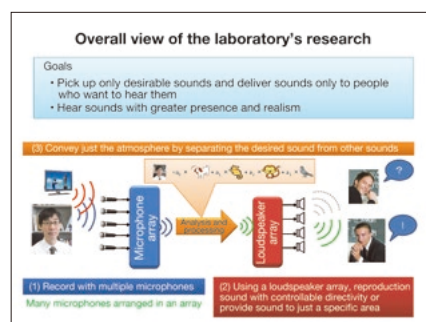 Overall view of the laboratory's research
Goals
• Pick up only desirable sounds and deliver sounds only to people
who want to hear them
• Hear sounds with greater presence and realism
(3) Convey just the atmosphere by separating the desired sound from other sounds
Microphone
array
Analysis and
processing
Loudspeaker
array
?
!
(1) Record with multiple microphones
Many microphones arranged in an array
(2) Using a loudspeaker array, reproduction
sound with controllable directivity or
provide sound to just a specific area